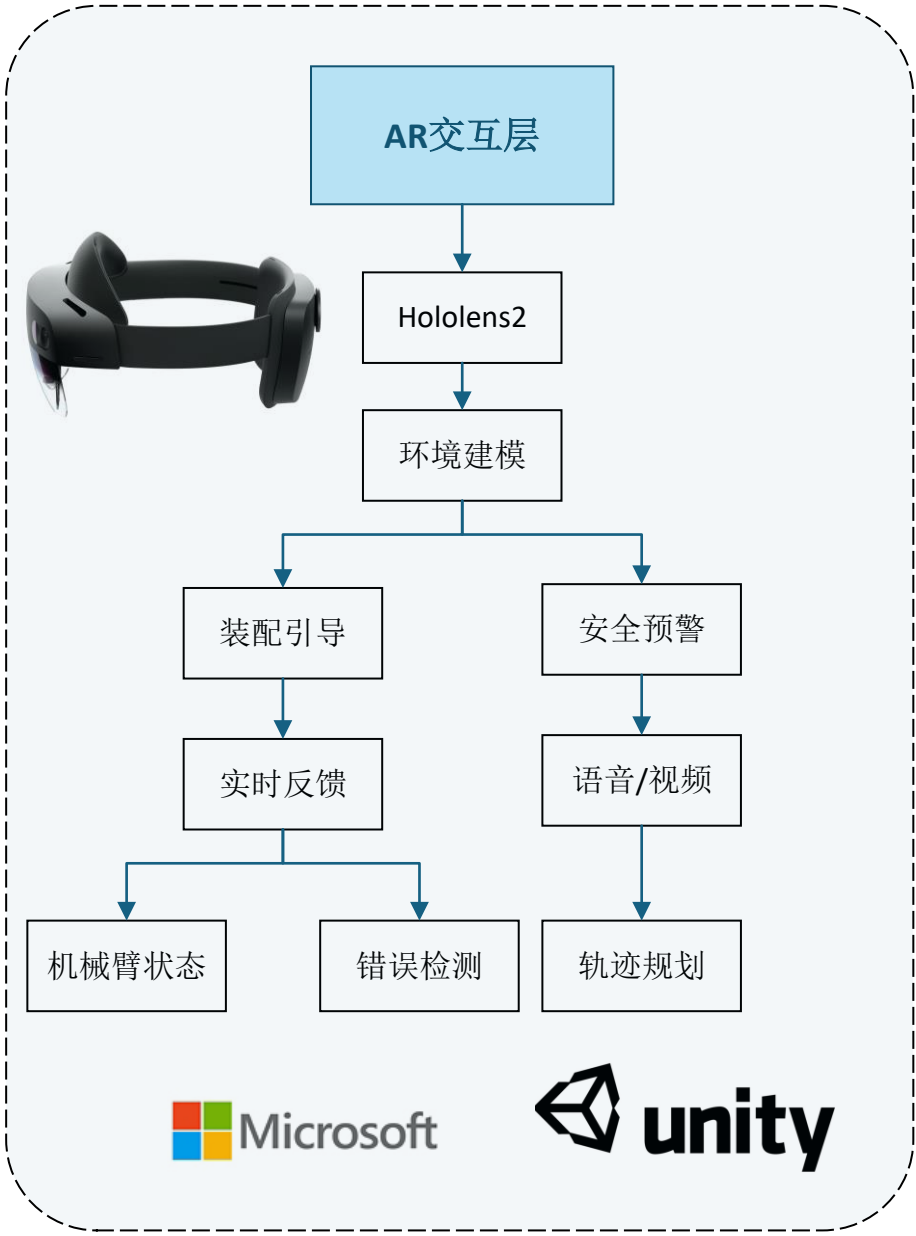 AR交互层
Hololens2
环境建模
装配引导
安全预警
实时反馈
语音/视频
机械臂状态
错误检测
轨迹规划
Microsoft
unity